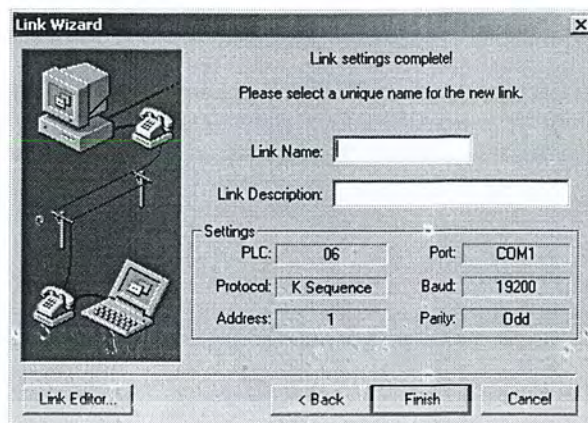 Link Wizard
Link settings complete!
Please select a unique name for the new link.
Link Name:
Link Description:
Settings
PLC: 06 Port: COM1
Protocol: K Sequence Baud: 19200
Address: 1 Parity: Odd
Link Editor... < Back Finish Cancel